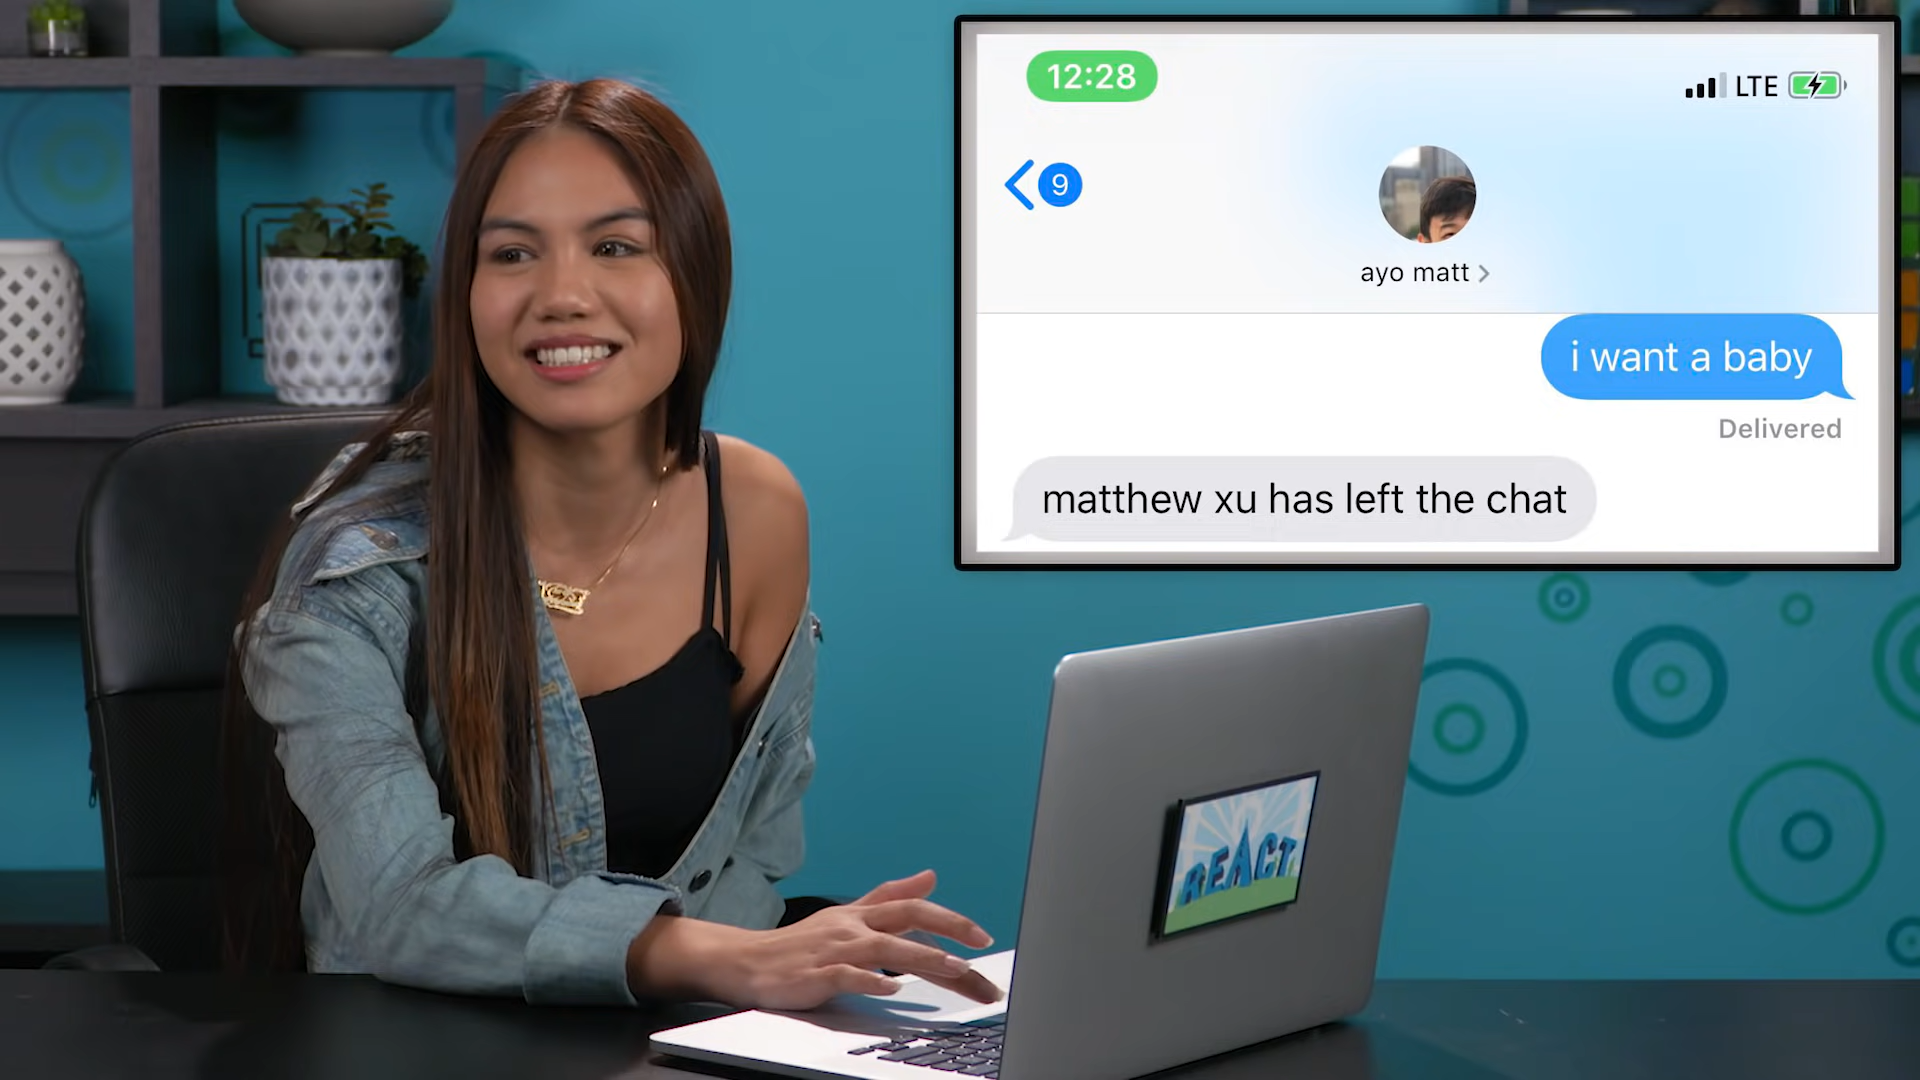 12:28
LTE
9
ayo matt
i want a baby
Delivered
matthew xu has left the chat
REACT